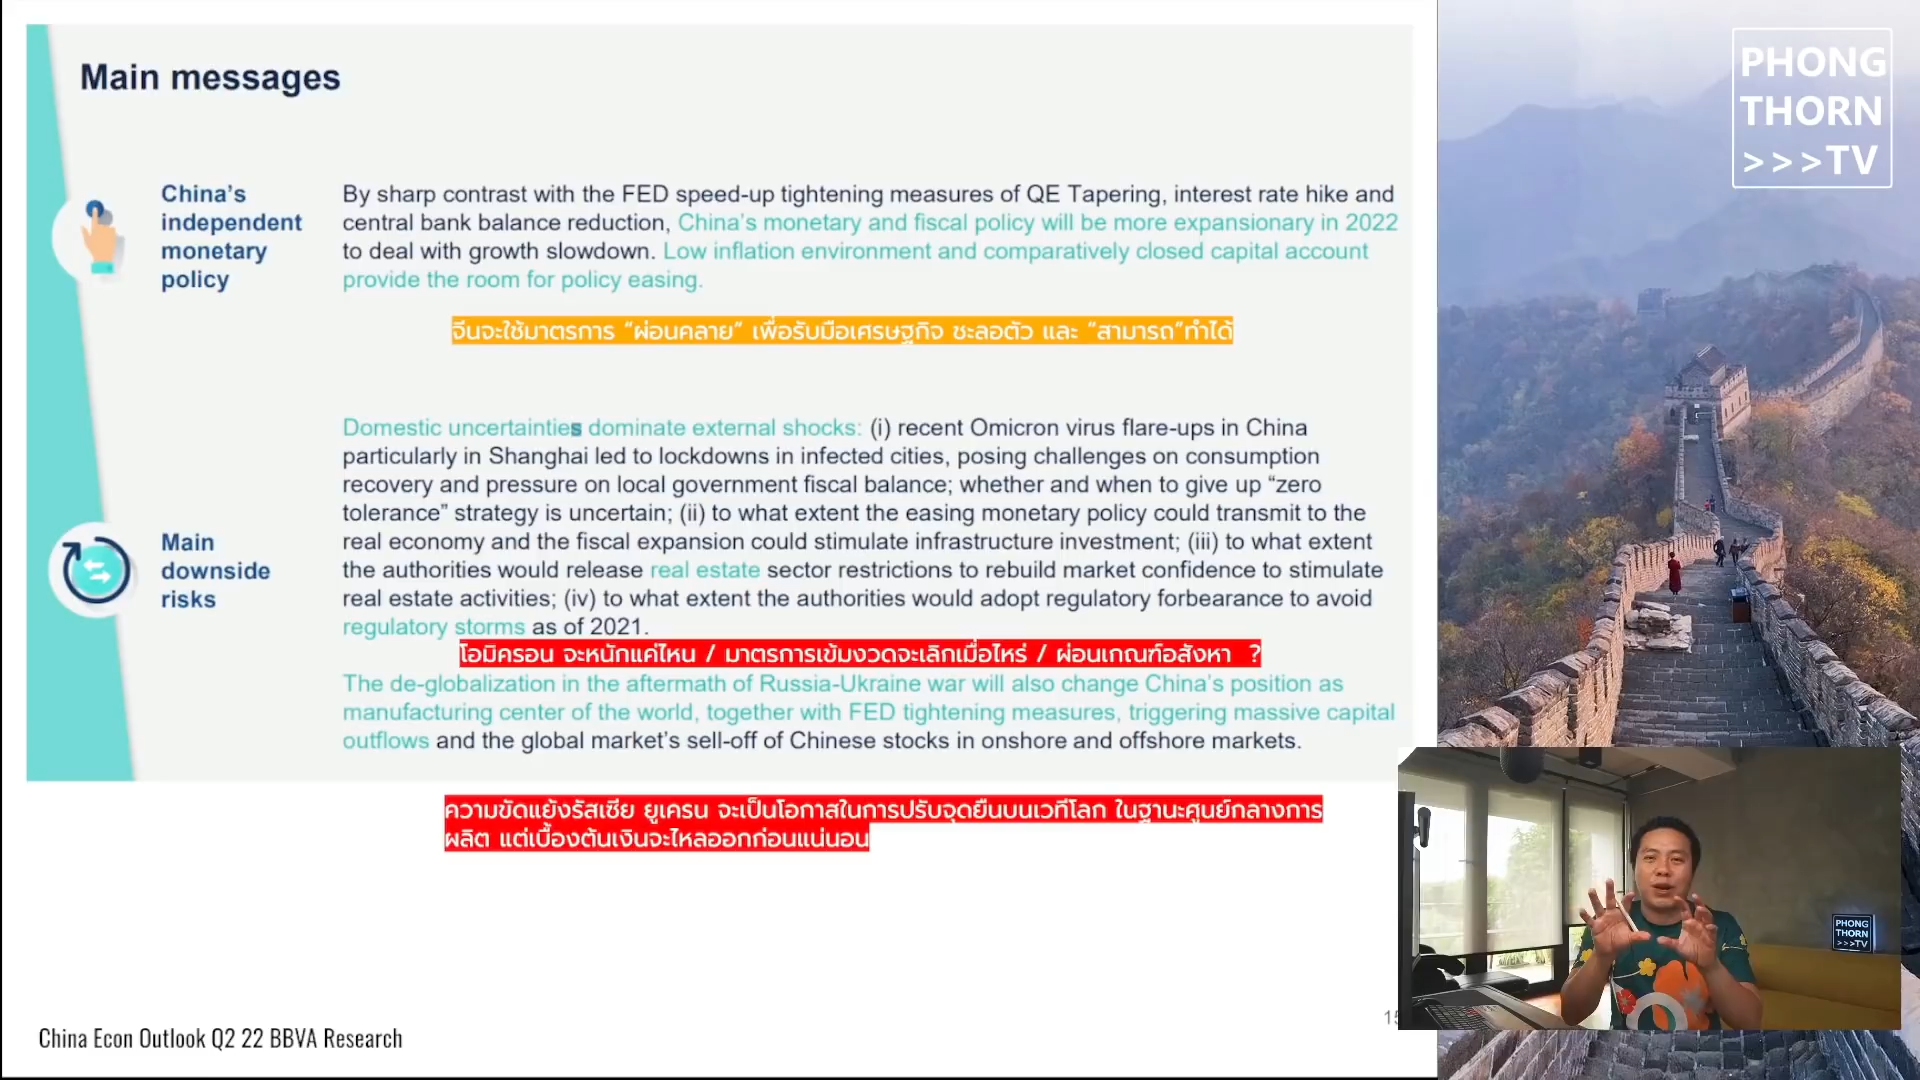 Main messages
China's
independent
monetary
policy
By sharp contrast with the FED speed-up tightening measures of QE Tapering, interest rate hike and
central bank balance reduction, China's monetary and fiscal policy will be more expansionary in 2022
to deal with growth slowdown. Low inflation environment and comparatively closed capital account
provide the room for policy easing.
จีนจะใช้มาตรการ “ผ่อนคลาย” เพื่อรับมือเศรษฐกิจ ชะลอตัว และ “สามารถ”ทำได้
Main
downside
risks
Domestic uncertainties dominate external shocks: (i) recent Omicron virus flare-ups in China
particularly in Shanghai led to lockdowns in infected cities, posing challenges on consumption
recovery and pressure on local government fiscal balance; whether and when to give up “zero
tolerance” strategy is uncertain; (ii) to what extent the easing monetary policy could transmit to the
real economy and the fiscal expansion could stimulate infrastructure investment; (iii) to what extent
the authorities would release real estate sector restrictions to rebuild market confidence to stimulate
real estate activities; (iv) to what extent the authorities would adopt regulatory forbearance to avoid
regulatory storms as of 2021.
โอมิครอน จะหนักแค่ไหน / มาตรการเข้มงวดจะเลิกเมื่อไหร่ / ผ่อนเกณฑ์อสังหา ?
The de-globalization in the aftermath of Russia-Ukraine war will also change China's position as
manufacturing center of the world, together with FED tightening measures, triggering massive capital
outflows and the global market's sell-off of Chinese stocks in onshore and offshore markets.
ความขัดแย้งรัสเซีย ยูเครน จะเป็นโอกาสในการปรับจุดยืนบนเวทีโลก ในฐานะศูนย์กลางการ
ผลิต แต่เบื้องต้นเงินจะไหลออกก่อนแน่นอน
China Econ Outlook Q2 22 BBVA Research
PHONG
THORN
>>>TV
PHONG
THORN
>>>TV